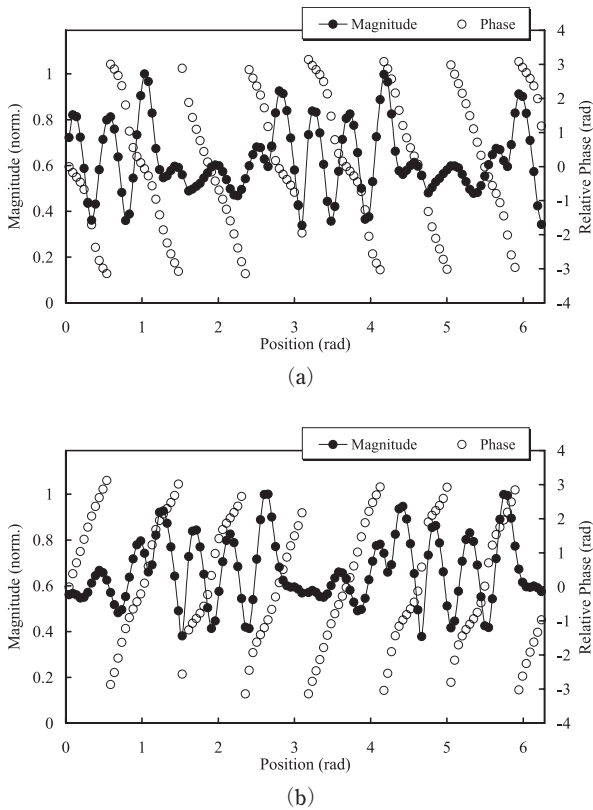 Magnitude Phase
Magnitude (norm.)
1
0.8
0.6
0.4
0.2
0
4
3
2
1
0
-1
-2
-3
-4
Relative Phase (rad)
0 1 2 3 4 5 6
Position (rad)
(a)
Magnitude Phase
Magnitude (norm.)
1
0.8
0.6
0.4
0.2
0
4
3
2
1
0
-1
-2
-3
-4
Relative Phase (rad)
0 1 2 3 4 5 6
Position (rad)
(b)